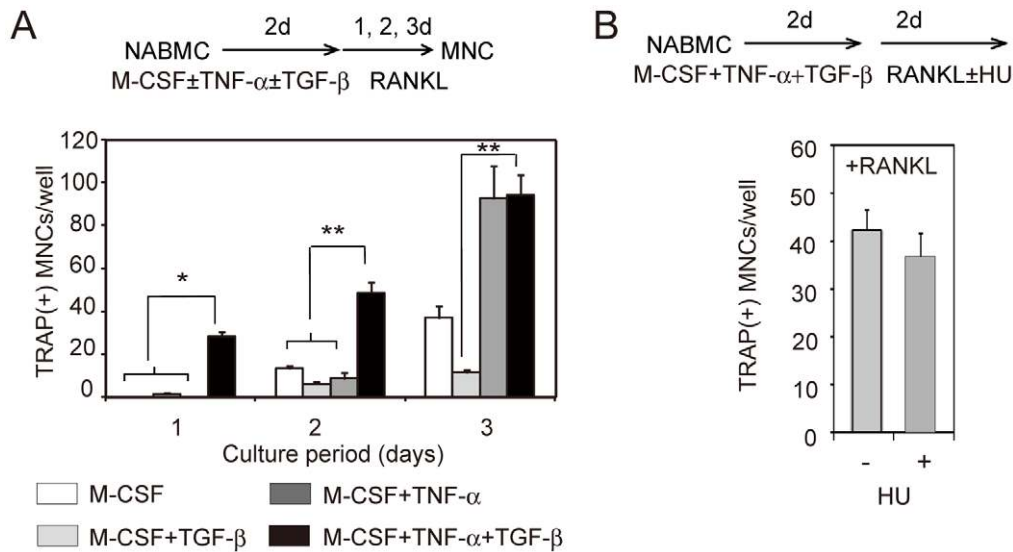 A
2d
1, 2, 3d
NABMC
MNC
M-CSF±TNF-α±TGF-β
RANKL
TRAP(+) MNCs/well
120
100
80
60
40
20
0
*
**
**
1
2
3
Culture period (days)
M-CSF
M-CSF+TNF-α
M-CSF+TGF-β
M-CSF+TNF-α+TGF-β
B
2d
2d
NABMC
M-CSF+TNF-α+TGF-β
RANKL±HU
TRAP(+) MNCs/well
60
50
40
30
20
10
0
+RANKL
- +
HU